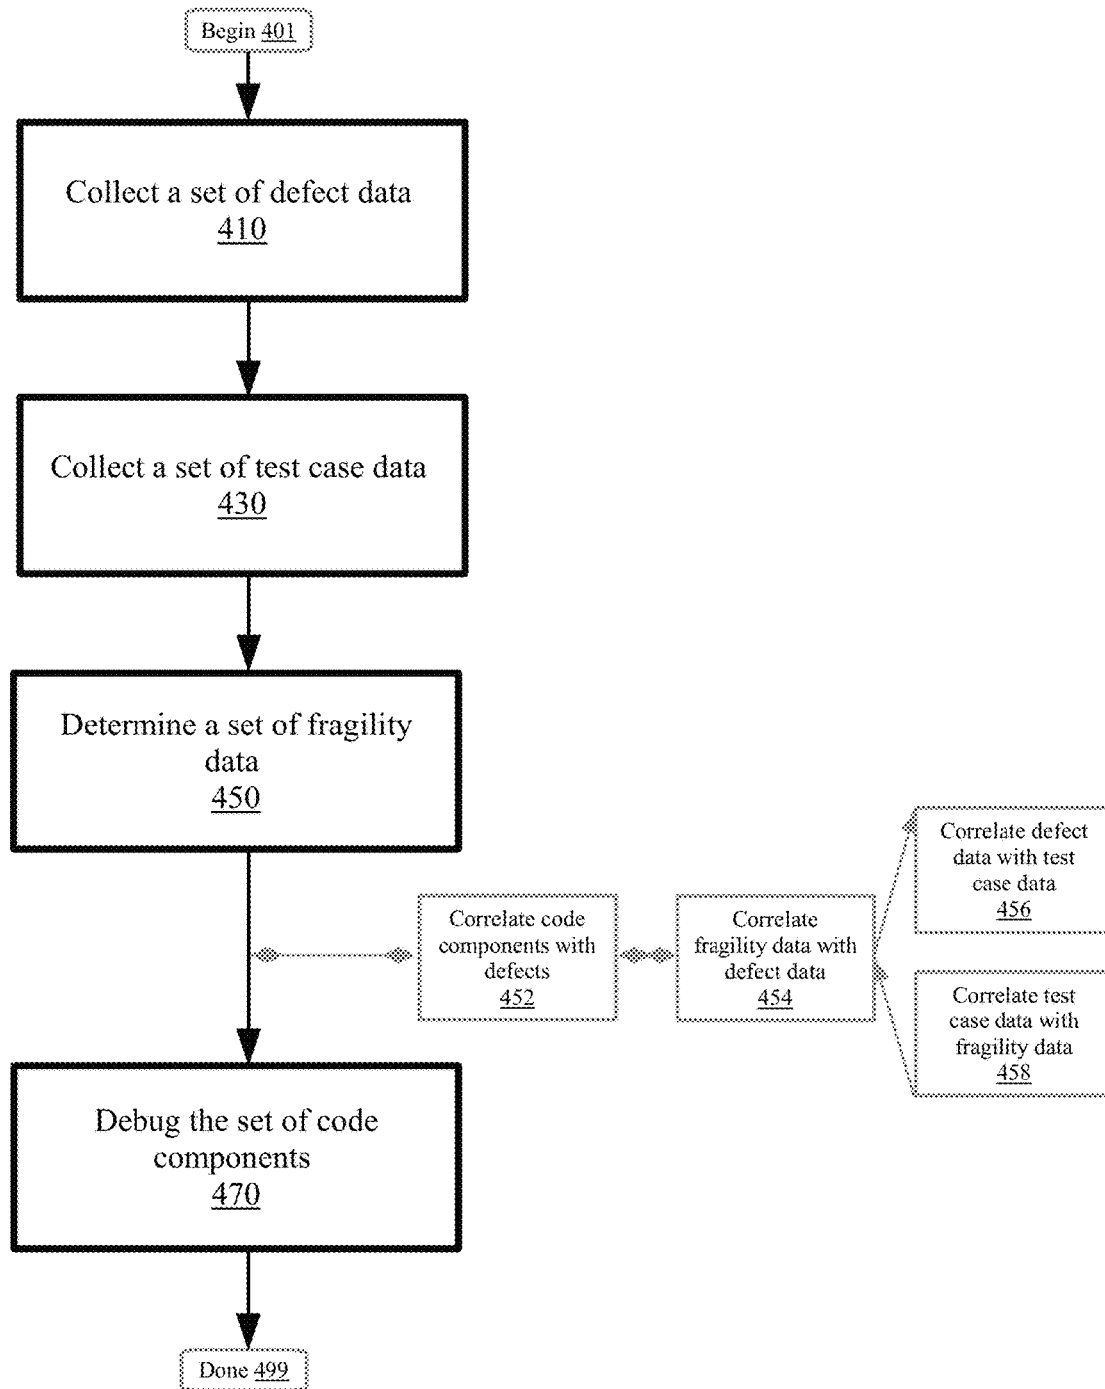 Begin 401
Collect a set of defect data
410
Collect a set of test case data
430
Determine a set of fragility
data
450
Correlate code
components with
defects
452
Correlate
fragility data with
defect data
454
Correlate defect
data with test
case data
456
Correlate test
case data with
fragility data
458
Debug the set of code
components
470
Done 499